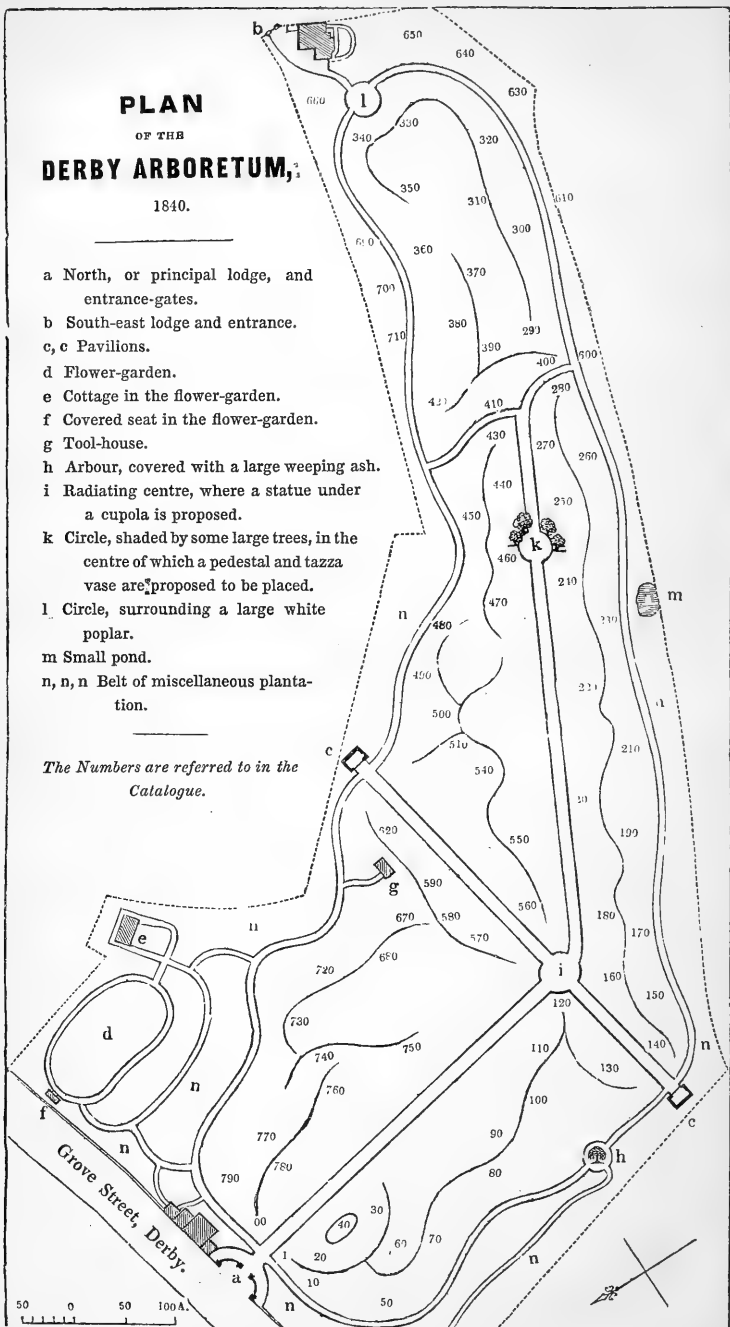 PLAN
OF THE
DERBY ARBORETUM,
1840.
a North, or principal lodge, and
entrance-gates.
b South-east lodge and entrance.
c, c Pavilions.
d Flower-garden.
e Cottage in the flower-garden.
f Covered seat in the flower-garden.
g Tool-house.
h Arbour, covered with a large weeping ash.
i Radiating centre, where a statue under
a cupola is proposed.
k Circle, shaded by some large trees, in the
centre of which a pedestal and tazza
vase are proposed to be placed.
l Circle, surrounding a large white
poplar.
m Small pond.
n, n, n Belt of miscellaneous planta-
tion.
The Numbers are referred to in the
Catalogue.
b
650
640
630
660
l
330
340
320
350
310
610
300
360
370
700
380
290
710
390
400
600
280
410
430
270
260
440
250
450
k
460
210
m
470
n
480
490
500
510
210
c
540
550
190
620
590
g
560
180
670
580
170
n
570
680
e
720
i
160
150
120
730
d
110
140
n
740
750
130
760
100
c
n
f
770
90
n
h
780
80
790
Grove Street, Derby.
00
30
40
70
60
1
20
n
a
10
50
n
50 0 50 100